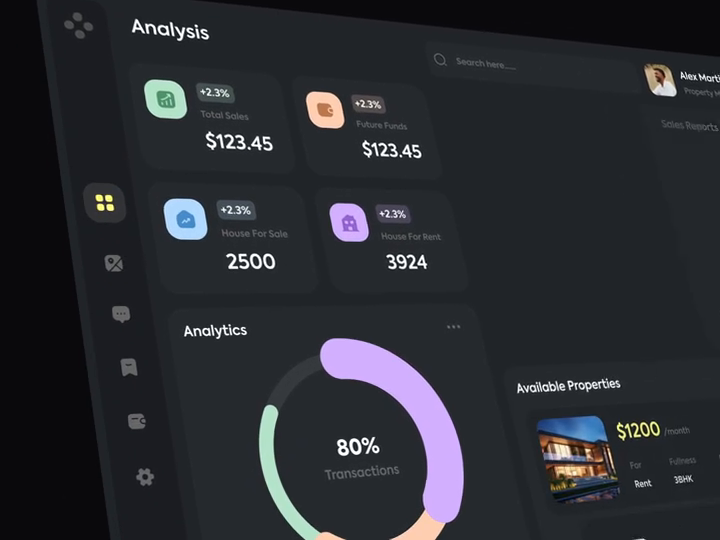 Analysis
Search here......
Alex Marti
Property M
+2.3%
Total Sales
$123.45
+2.3%
Future Funds
$123.45
Sales Reports
+2.3%
House For Sale
2500
+2.3%
House For Rent
3924
Analytics
80%
Transactions
Available Properties
$1200 /month
For
Fullness
Rent
3BHK